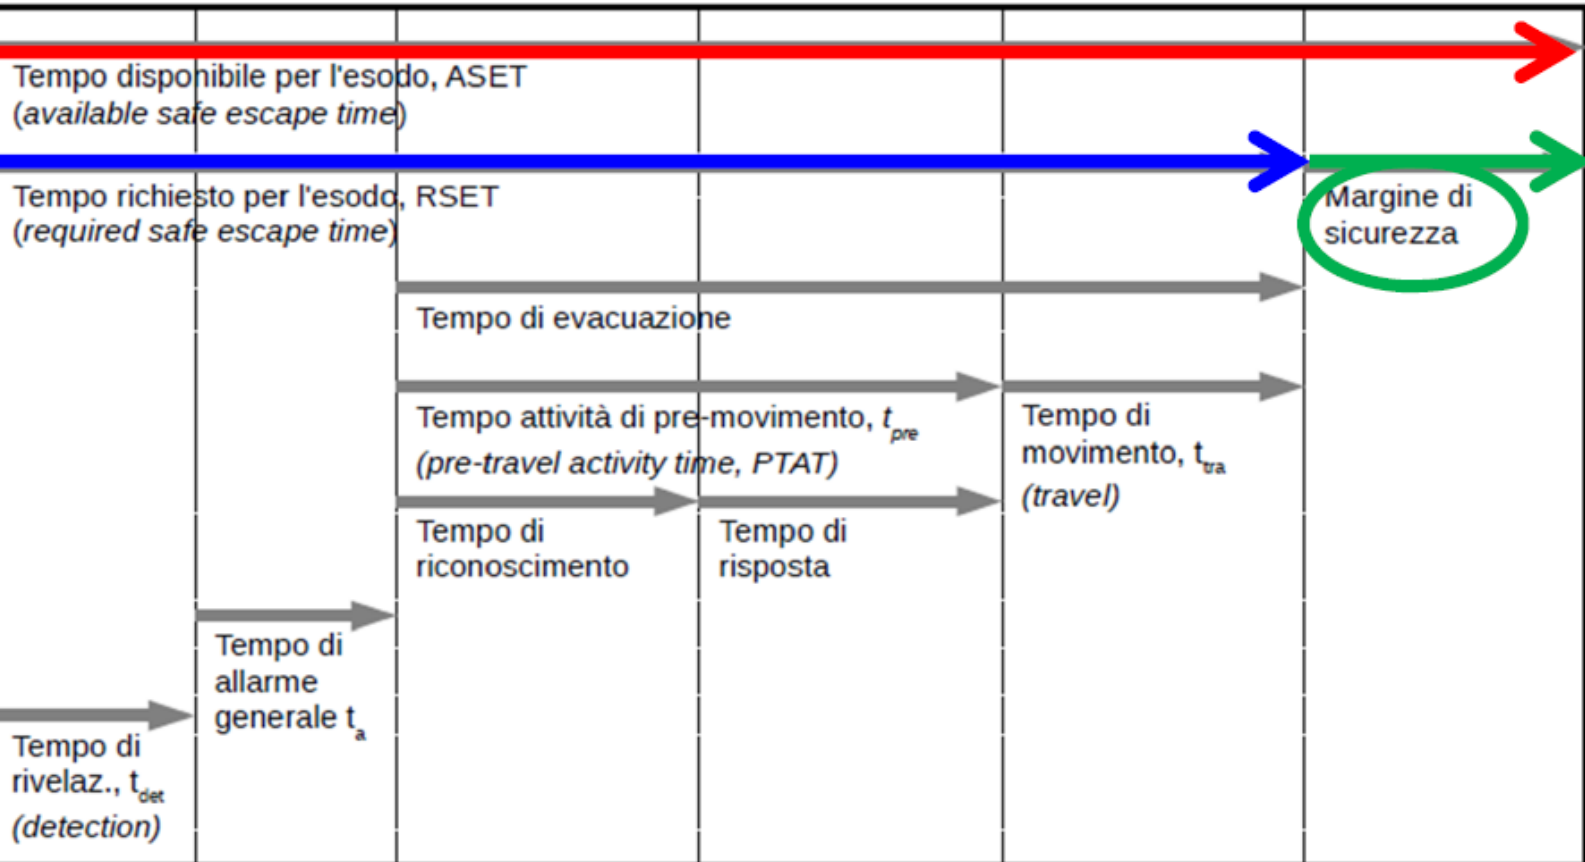 Tempo disponibile per l'esodo, ASET
(available safe escape time)
Tempo richiesto per l'esodo, RSET
(required safe escape time)
Margine di
sicurezza
Tempo di evacuazione
Tempo attività di pre-movimento, tpre
(pre-travel activity time, PTAT)
Tempo di
movimento, ttra
(travel)
Tempo di
riconoscimento
Tempo di
risposta
Tempo di
allarme
generale ta
Tempo di
rivelaz., tdet
(detection)